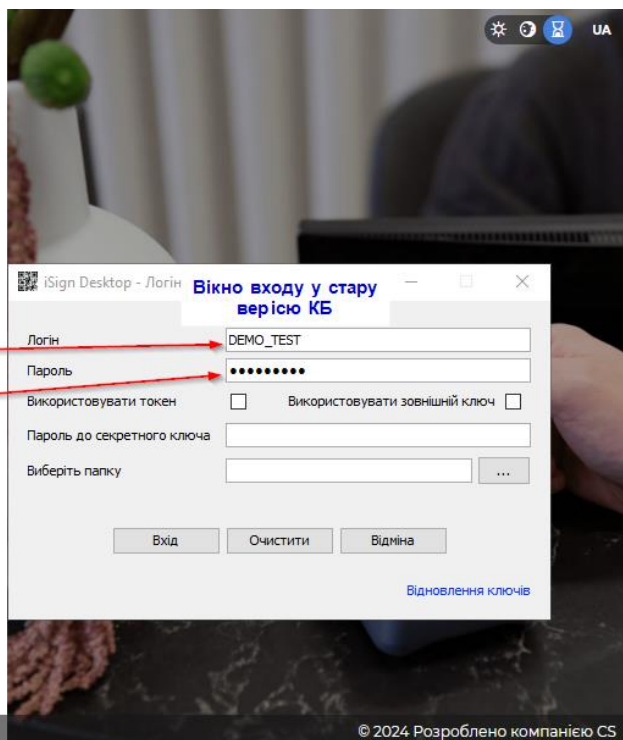 UA
iSign Desktop - Логін
Вікно входу у стару
верісю КБ
Логін
DEMO_TEST
Пароль
Використовувати токен
Використовувати зовнішній ключ
Пароль до секретного ключа
Виберіть папку
...
Вхід
Очистити
Відміна
Відновлення ключів
© 2024 Розроблено компанією CS